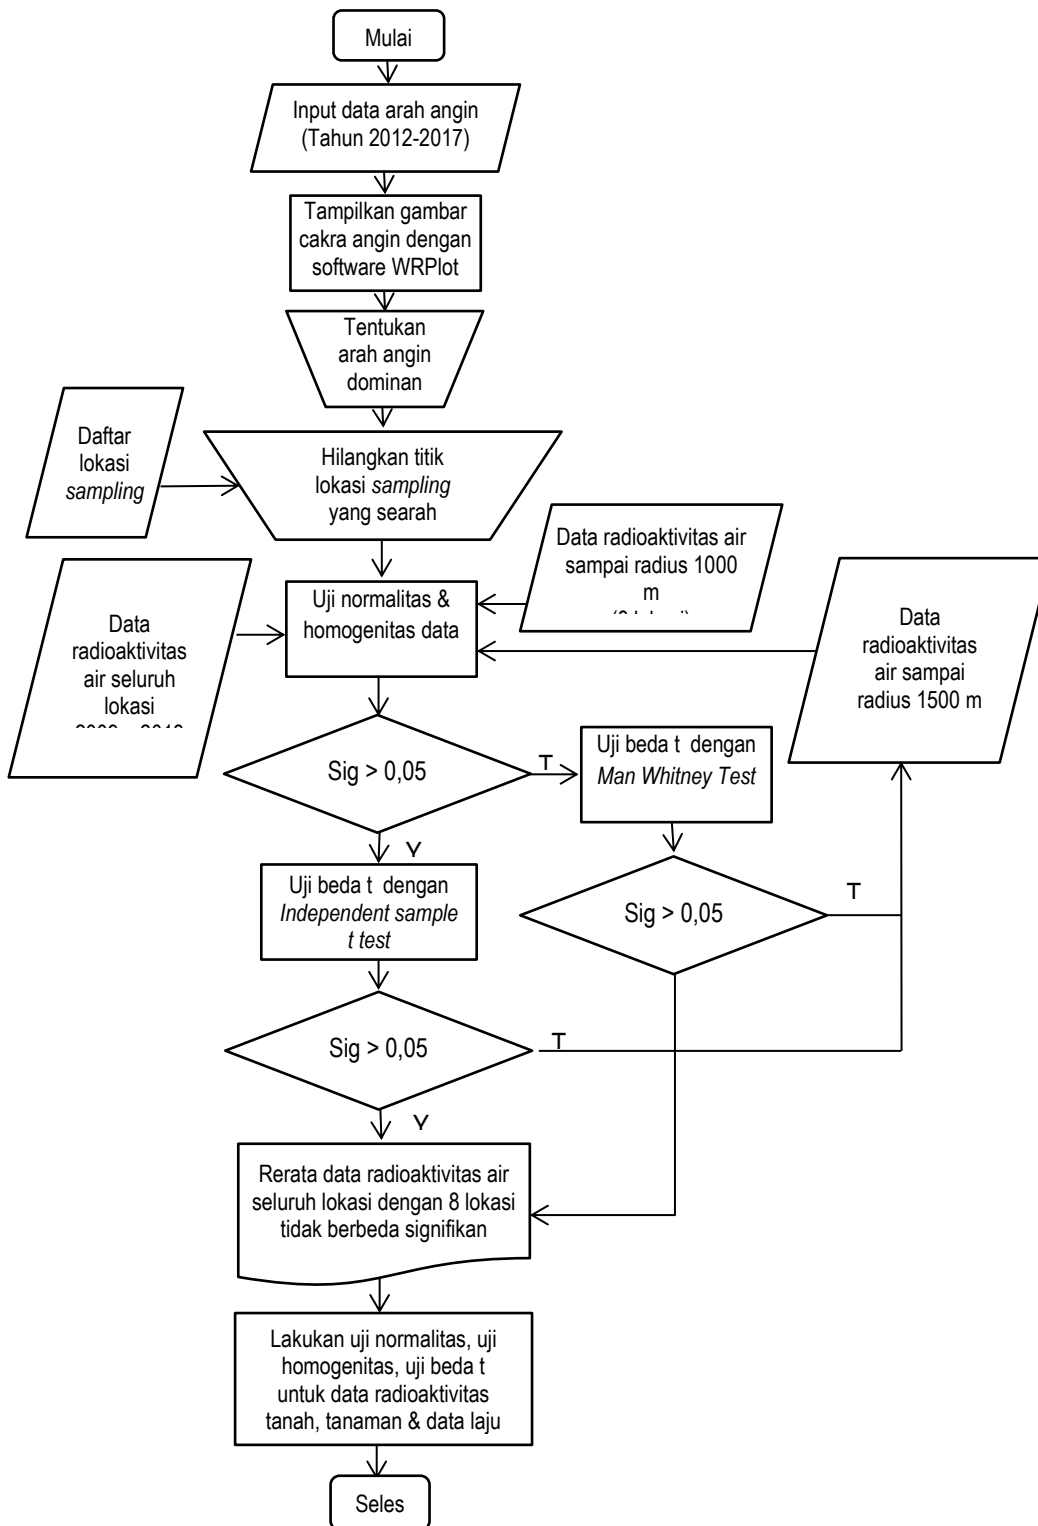 Mulai
Input data arah angin
(Tahun 2012-2017)
Tampilkan gambar
cakra angin dengan
software WRPlot
Tentukan
arah angin
dominan
Daftar
lokasi
sampling
Hilangkan titik
lokasi sampling
yang searah
Data radioaktivitas air
sampai radius 1000
m
Uji normalitas &
homogenitas data
Data
radioaktivitas
air seluruh
lokasi
Data
radioaktivitas
air sampai
radius 1500 m
Sig > 0,05
T
Uji beda t dengan
Man Whitney Test
Y
Uji beda t dengan
Independent sample
t test
Sig > 0,05
T
Sig > 0,05
T
Y
Rerata data radioaktivitas air
seluruh lokasi dengan 8 lokasi
tidak berbeda signifikan
Lakukan uji normalitas, uji
homogenitas, uji beda t
untuk data radioaktivitas
tanah, tanaman & data laju
Seles